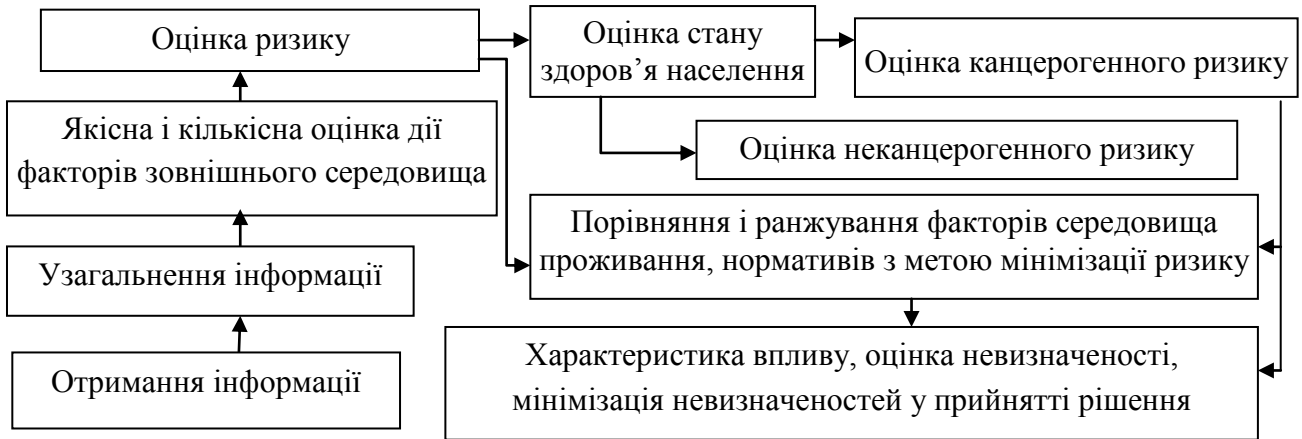 Оцінка ризику
Оцінка стану
здоров’я населення
Оцінка канцерогенного ризику
Якісна і кількісна оцінка дії
факторів зовнішнього середовища
Оцінка неканцерогенного ризику
Порівняння і ранжування факторів середовища
проживання, нормативів з метою мінімізації ризику
Узагальнення інформації
Отримання інформації
Характеристика впливу, оцінка невизначеності,
мінімізація невизначеностей у прийнятті рішення